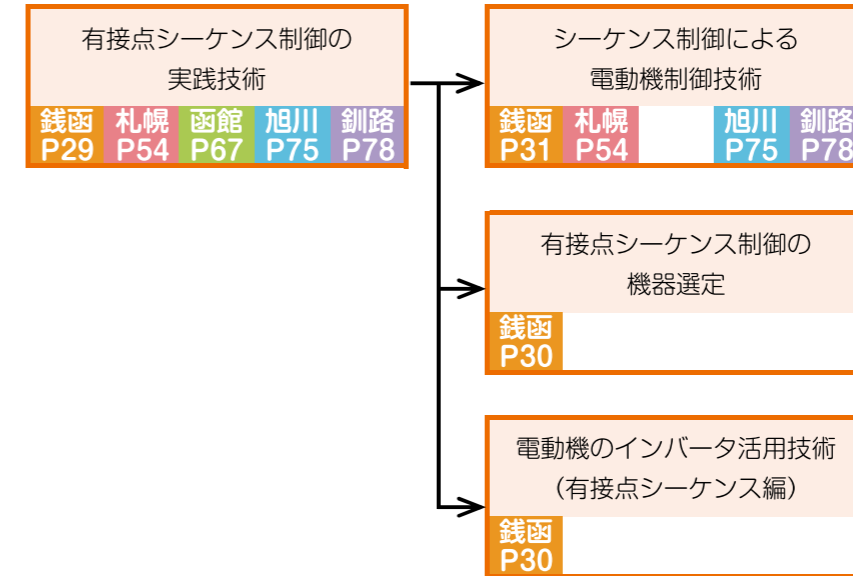 有接点シーケンス制御の
実践技術
銭函 札幌 函館 旭川 釧路
P29 P54 P67 P75 P78
シーケンス制御による
電動機制御技術
銭函 札幌 旭川 釧路
P31 P54 P75 P78
有接点シーケンス制御の
機器選定
銭函
P30
電動機のインバータ活用技術
（有接点シーケンス編）
銭函
P30